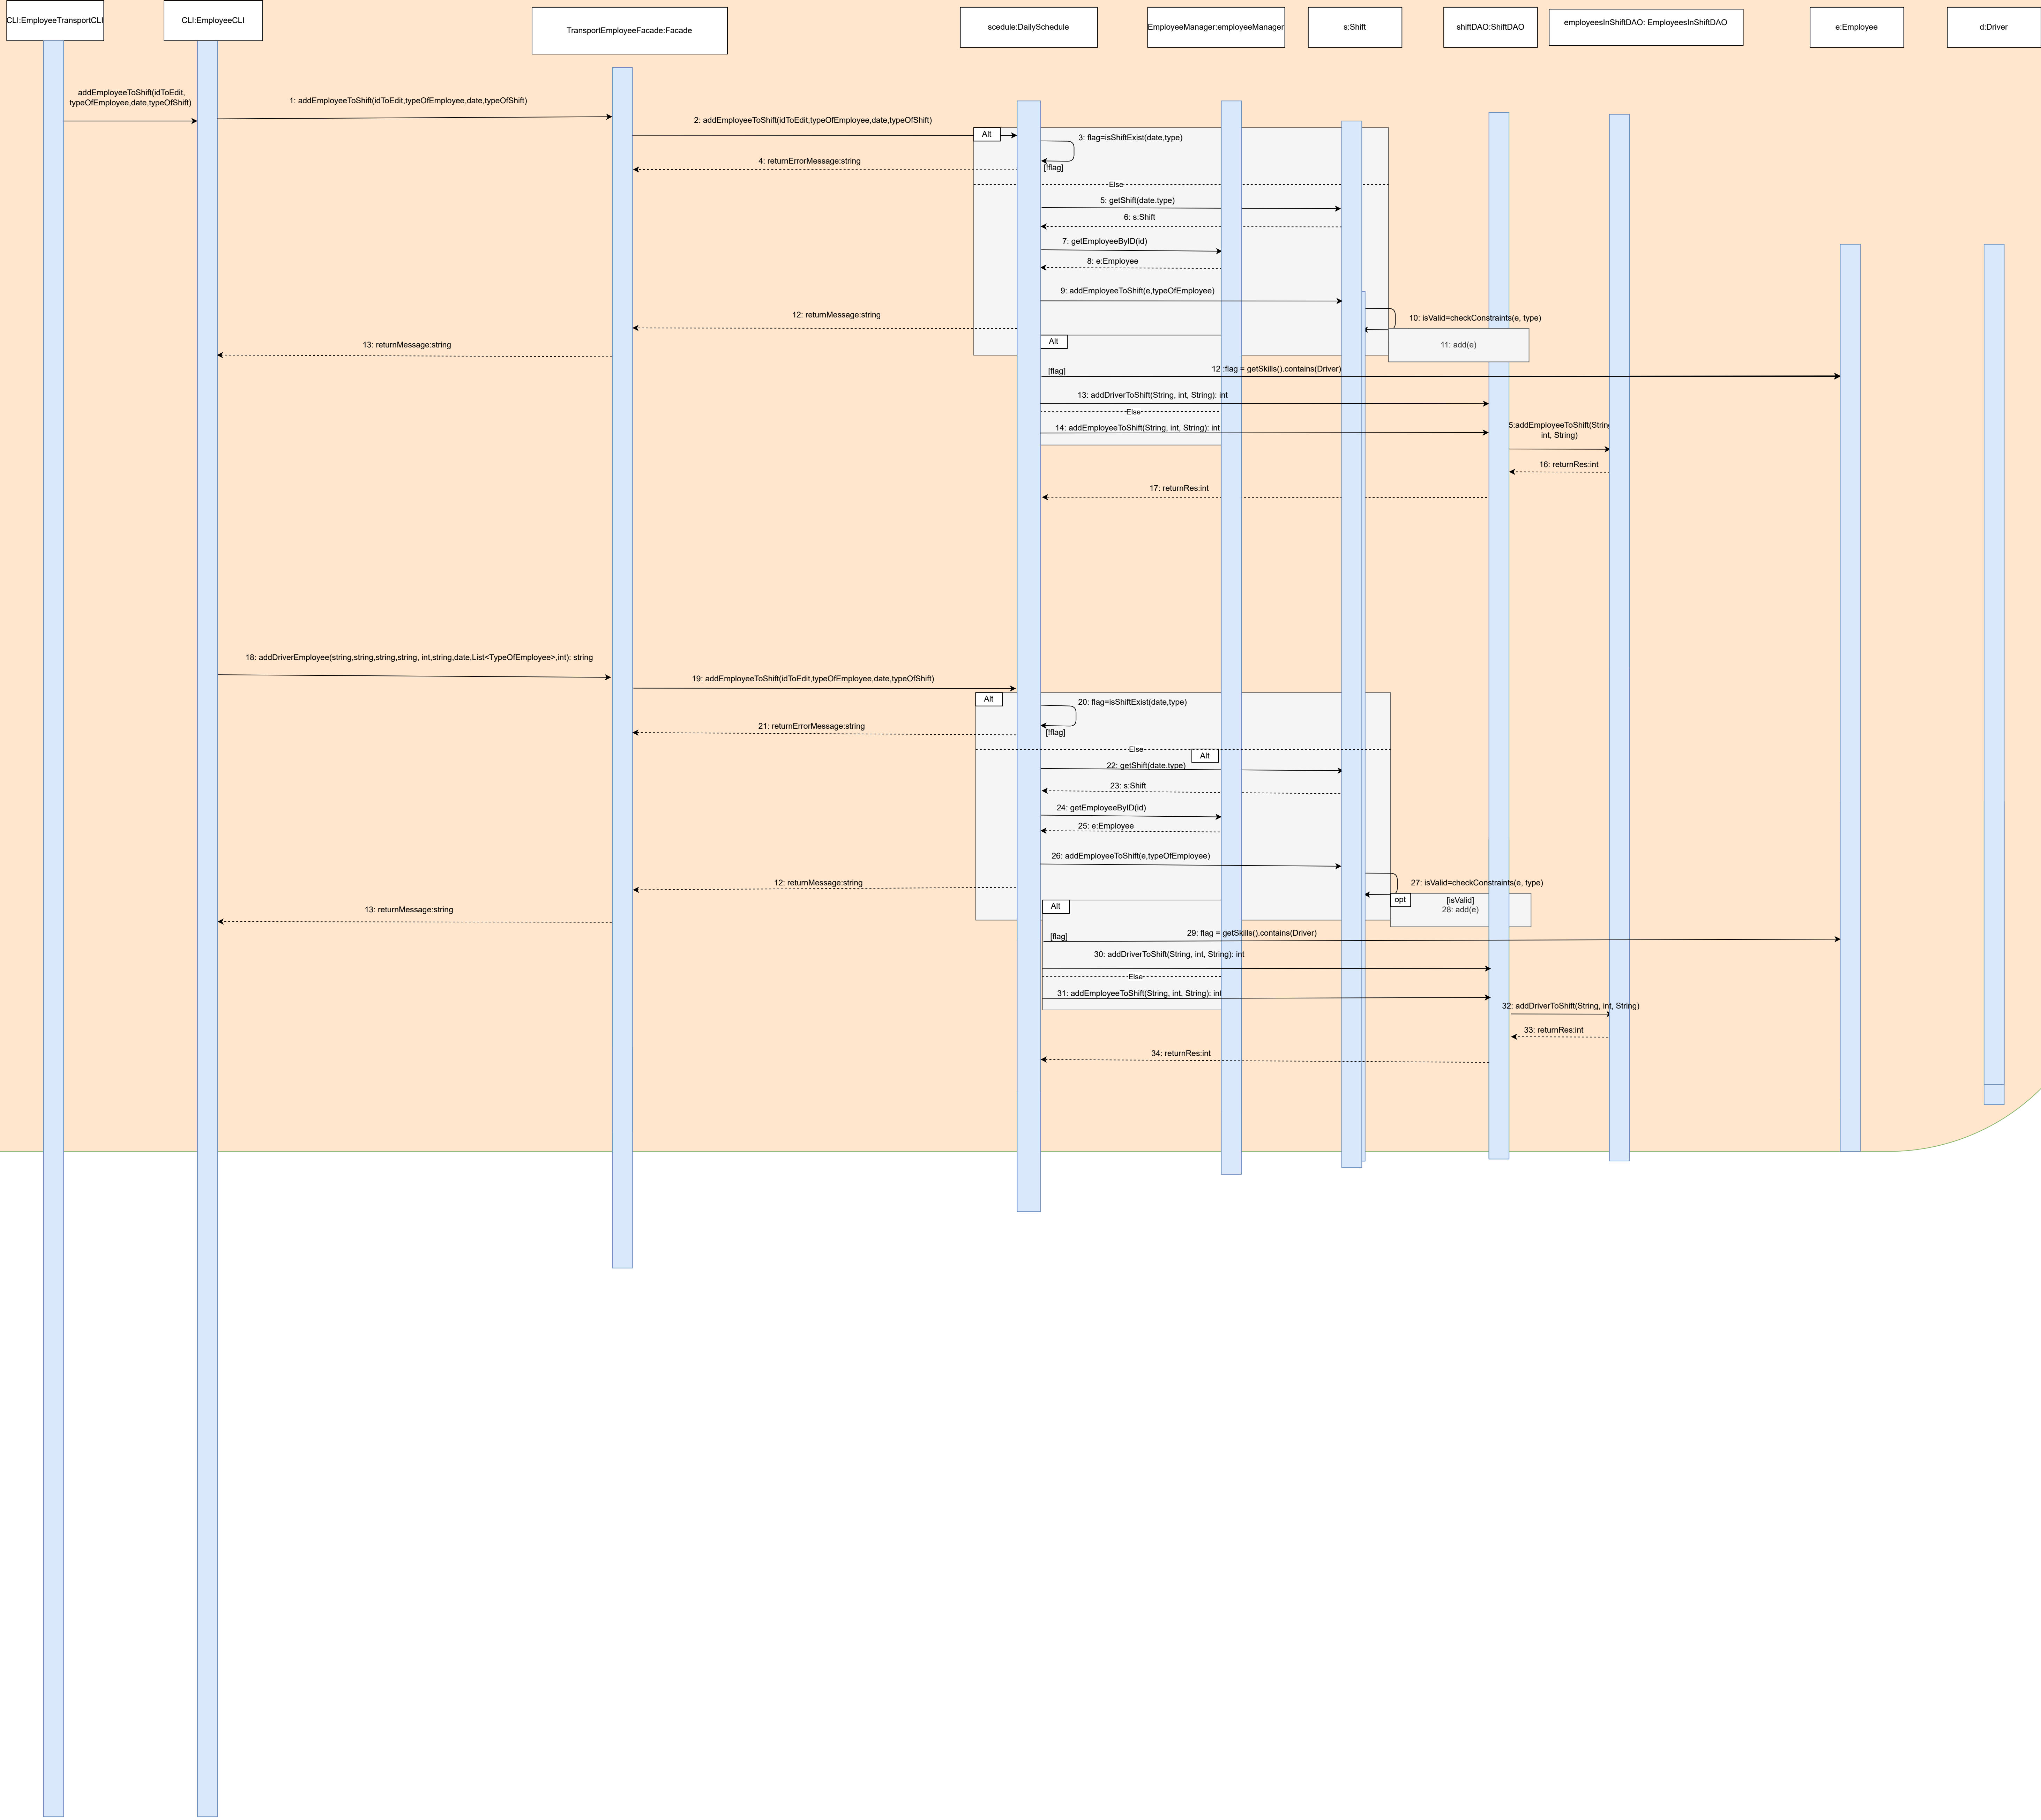 CLI:EmployeeTransportCLI
CLI:EmployeeCLI
TransportEmployeeFacade:Facade
scedule:DailySchedule
EmployeeManager:employeeManager
s:Shift
shiftDAO:ShiftDAO
employeesInShiftDAO: EmployeesInShiftDAO
e:Employee
d:Driver
addEmployeeToShift(idToEdit,
typeOfEmployee,date,typeOfShift)
1: addEmployeeToShift(idToEdit,typeOfEmployee,date,typeOfShift)
2: addEmployeeToShift(idToEdit,typeOfEmployee,date,typeOfShift)
Alt
3: flag=isShiftExist(date,type)
4: returnErrorMessage:string
[!flag]
Else
5: getShift(date.type)
6: s:Shift
7: getEmployeeByID(id)
8: e:Employee
9: addEmployeeToShift(e,typeOfEmployee)
10: isValid=checkConstraints(e, type)
12: returnMessage:string
Alt
11: add(e)
13: returnMessage:string
[flag]
12 :flag = getSkills().contains(Driver)
13: addDriverToShift(String, int, String): int
Else
14: addEmployeeToShift(String, int, String): int
5:addEmployeeToShift(String
int, String)
16: returnRes:int
17: returnRes:int
18: addDriverEmployee(string,string,string,string, int,string,date,List<TypeOfEmployee>,int): string
19: addEmployeeToShift(idToEdit,typeOfEmployee,date,typeOfShift)
Alt
20: flag=isShiftExist(date,type)
21: returnErrorMessage:string
[!flag]
Else
Alt
22: getShift(date.type)
23: s:Shift
24: getEmployeeByID(id)
25: e:Employee
26: addEmployeeToShift(e,typeOfEmployee)
12: returnMessage:string
27: isValid=checkConstraints(e, type)
opt
[isValid]
28: add(e)
Alt
13: returnMessage:string
[flag]
29: flag = getSkills().contains(Driver)
30: addDriverToShift(String, int, String): int
Else
31: addEmployeeToShift(String, int, String): int
32: addDriverToShift(String, int, String)
33: returnRes:int
34: returnRes:int